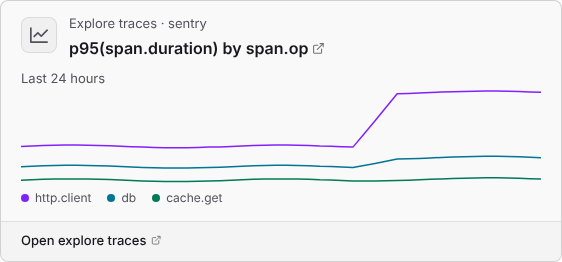 Explore traces · sentry
p95(span.duration) by span.op
Last 24 hours
http.client db cache.get
Open explore traces